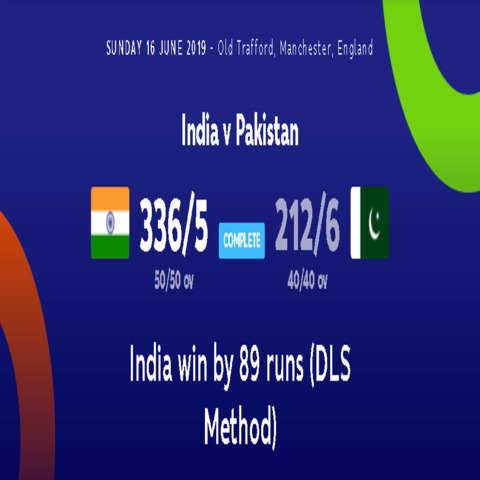 SUNDAY 16 JUNE 2019 - Old Trafford, Manchester, England
India v Pakistan
336/5 COMPLETE 212/6
50/50 ov 40/40 ov
India win by 89 runs (DLS
Method)